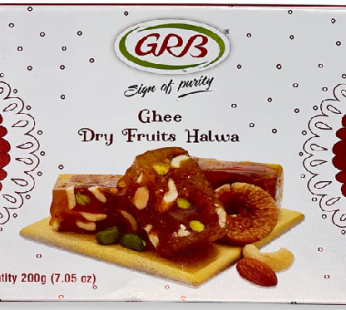 GRB
Sign of purity
Ghee
Dry Fruits Halwa
tity 200g (7.05 oz)